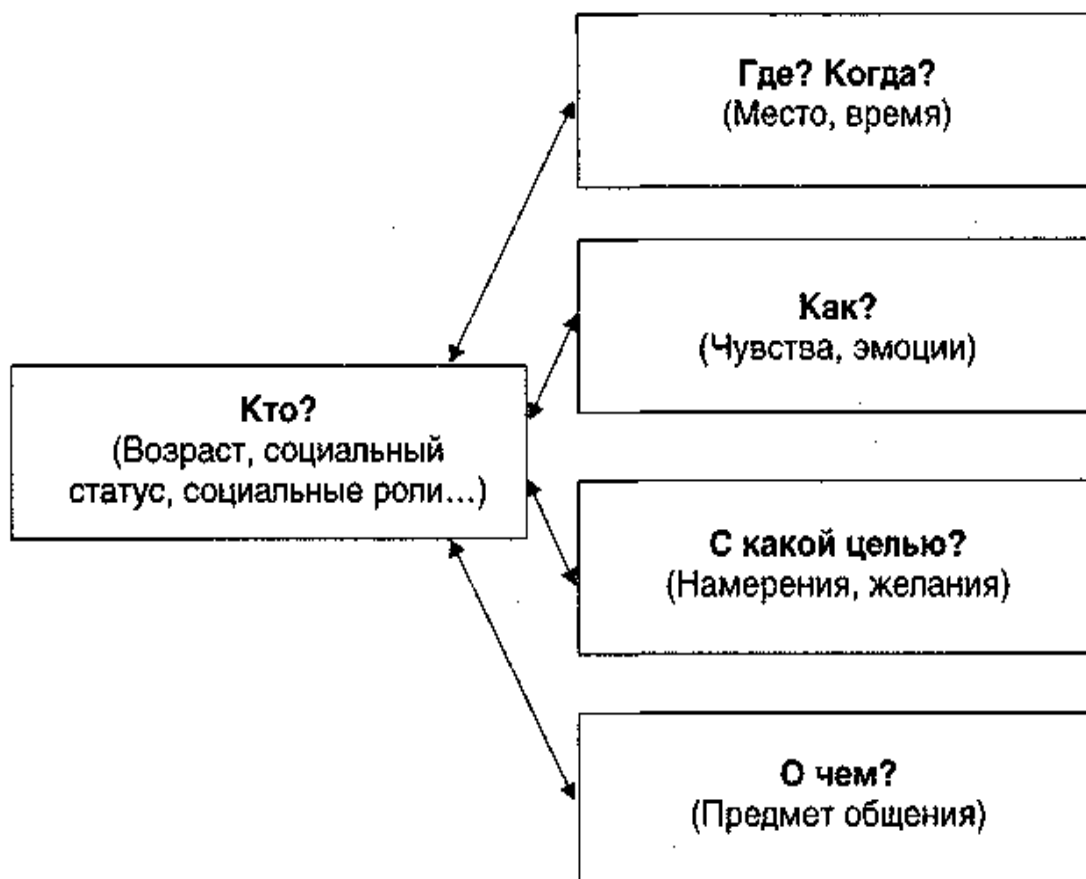 Где? Когда?
(Место, время)
Как?
(Чувства, эмоции)
Кто?
(Возраст, социальный
статус, социальные роли...)
С какой целью?
(Намерения, желания)
О чем?
(Предмет общения)